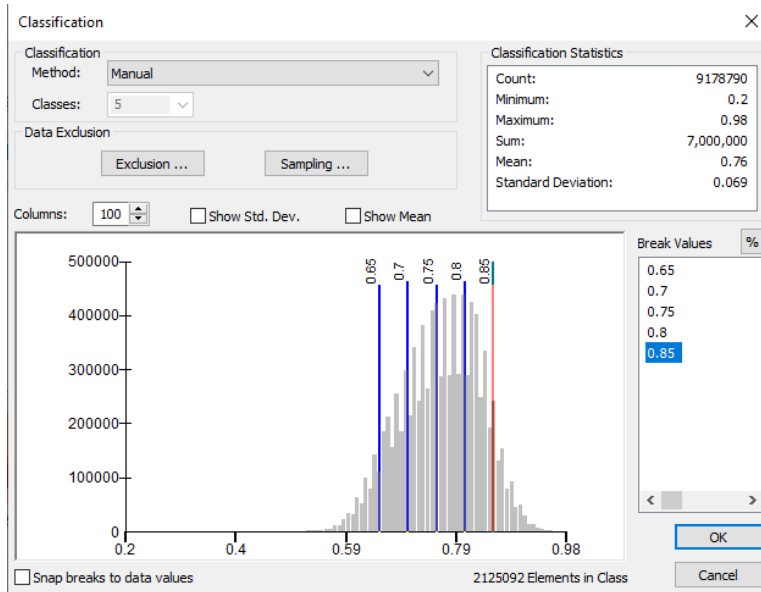 Classification
Classification
Method: Manual
Classes: 5
Data Exclusion
Exclusion ...
Sampling ...
Classification Statistics
Count: 9178790
Minimum: 0.2
Maximum: 0.98
Sum: 7,000,000
Mean: 0.76
Standard Deviation: 0.069
Columns: 100
Show Std. Dev.
Show Mean
Break Values
%
0.65
0.7
0.75
0.8
0.85
500000
400000
300000
200000
100000
0
0.65
0.7
0.75
0.8
0.85
0.2
0.4
0.59
0.79
0.98
Snap breaks to data values
2125092 Elements in Class
OK
Cancel